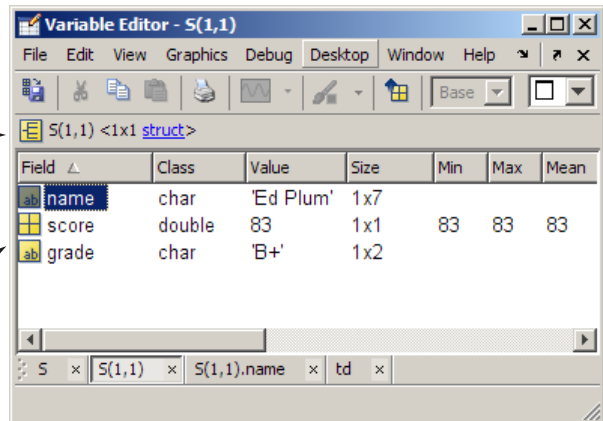 Variable Editor - S(1,1)
File Edit View Graphics Debug Desktop Window Help
Base
S(1,1) <1x1 struct>
Field Class Value Size Min Max Mean
ab name char 'Ed Plum' 1x7
score double 83 1x1 83 83 83
ab grade char 'B+' 1x2
S × S(1,1) × S(1,1).name × td ×